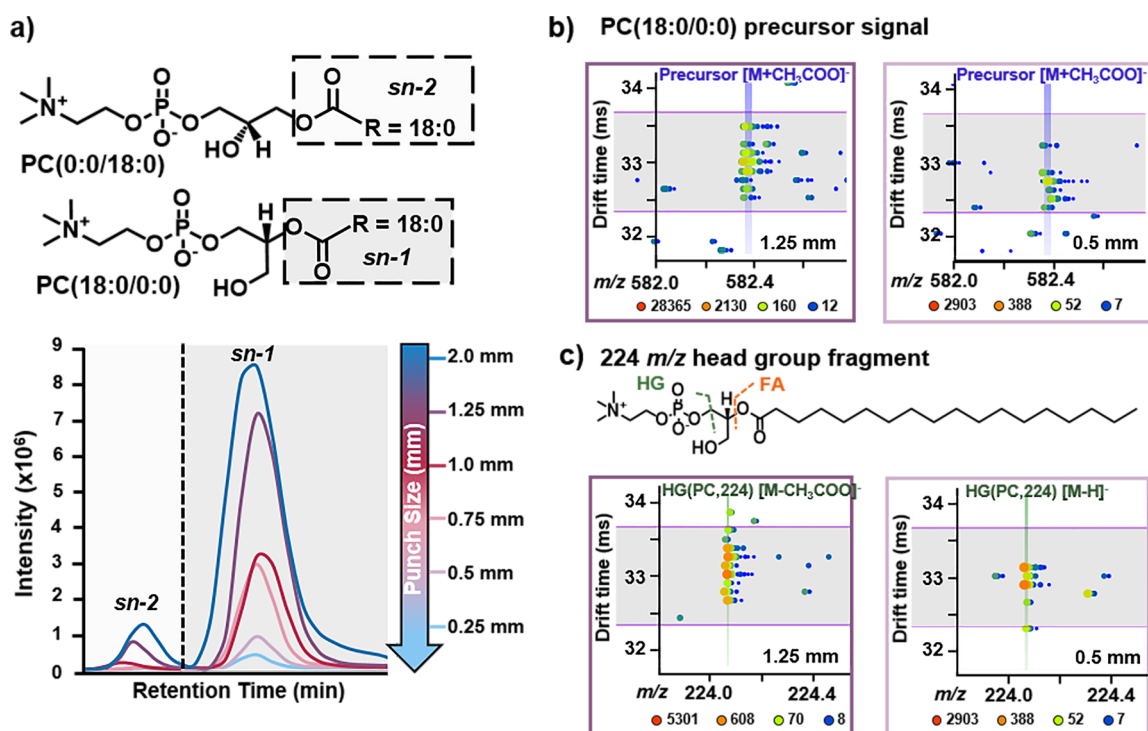 a)
O
N+
O
P
O
O-
O
HO
H
O
sn-2
R = 18:0
PC(0:0/18:0)
N+
O
P
O
O-
O
H
O
R = 18:0
O
sn-1
HO
PC(18:0/0:0)
9
8
7
6
5
4
3
2
1
0
Intensity (x10⁶)
sn-2
sn-1
Retention Time (min)
Punch Size (mm)
2.0 mm
1.25 mm
1.0 mm
0.75 mm
0.5 mm
0.25 mm
b) PC(18:0/0:0) precursor signal
Precursor [M+CH₃COO]⁻
34
33
32
Drift time (ms)
1.25 mm
m/z 582.0 582.4
28365 2130 160 12
Precursor [M+CH₃COO]⁻
34
33
32
Drift time (ms)
0.5 mm
m/z 582.0 582.4
2903 388 52 7
c) 224 m/z head group fragment
HG
FA
N+
O
O
P
O-
O
H
O
HO
O
HG(PC,224) [M-CH₃COO]⁻
34
33
32
Drift time (ms)
1.25 mm
m/z 224.0 224.4
5301 608 70 8
HG(PC,224) [M-H]⁻
34
33
32
Drift time (ms)
0.5 mm
m/z 224.0 224.4
2903 388 52 7